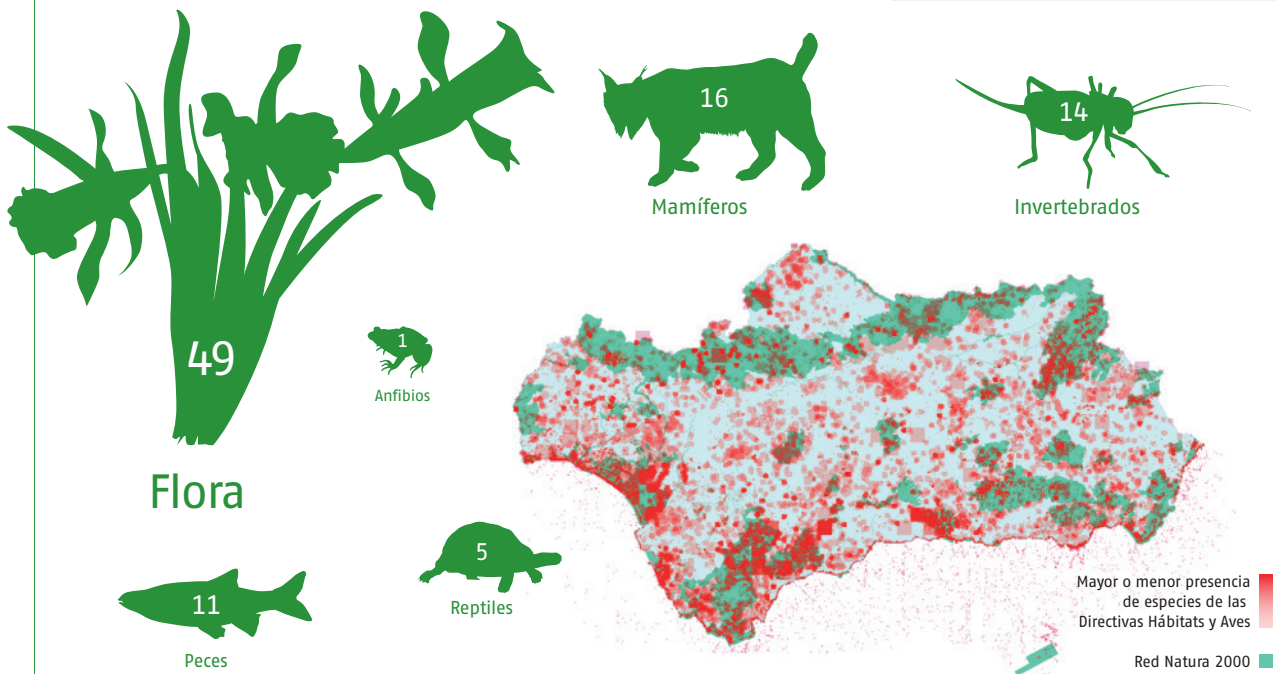 49
Flora
16
Mamíferos
14
Invertebrados
1
Anfibios
5
Reptiles
11
Peces
Mayor o menor presencia
de especies de las
Directivas Hábitats y Aves
Red Natura 2000